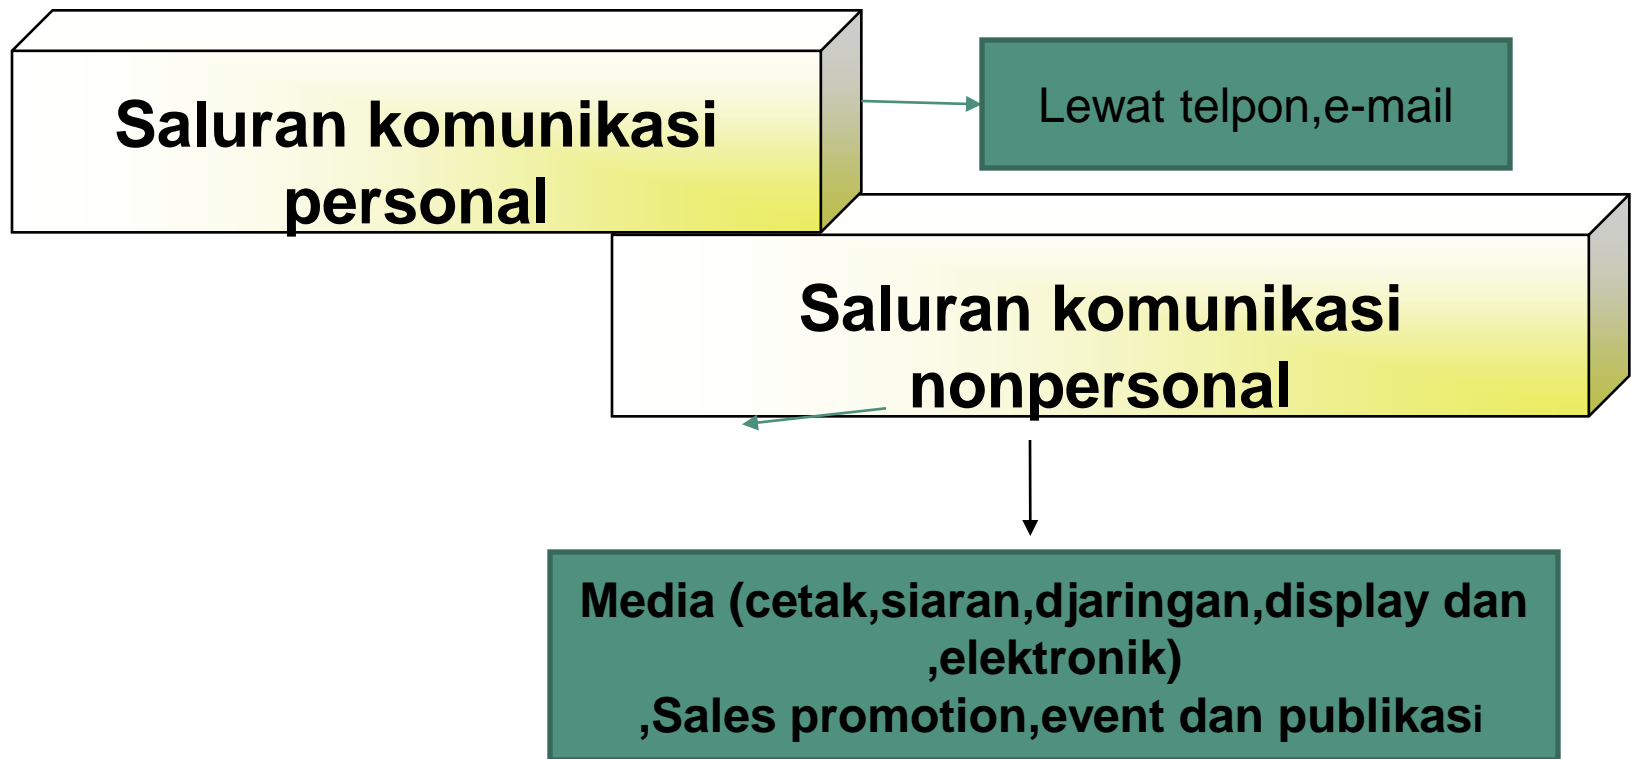 Saluran komunikasi
personal
Lewat telpon,e-mail
Saluran komunikasi
nonpersonal
Media (cetak,siaran,djaringan,display dan
,elektronik)
,Sales promotion,event dan publikasi